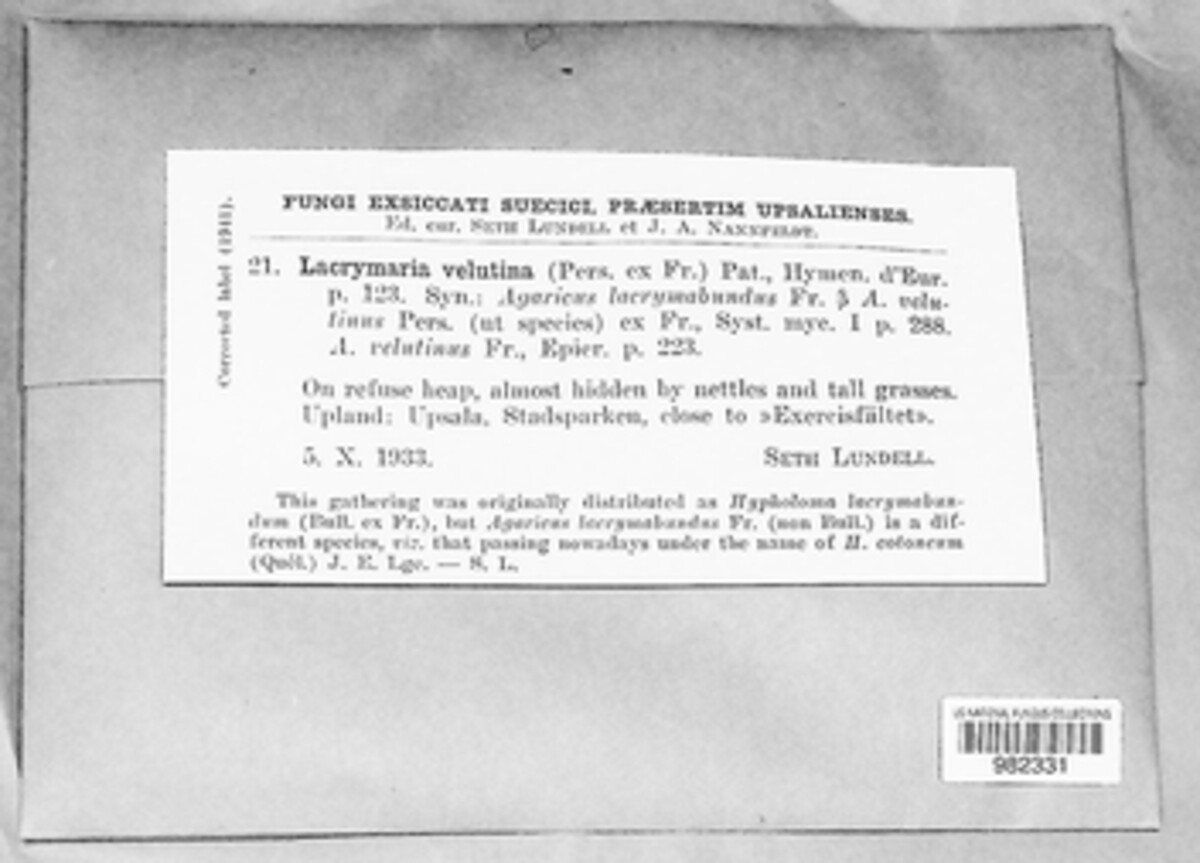 FUNGI EXSICCATI SUECICI, PRÆSERTIM UPSALIENSES.
Ed. cur. SETH LUNDELL et J. A. NANNFELDT.
Corrected label (1941).
21. Lacrymaria velutina (Pers. ex Fr.) Pat., Hymen. d'Eur.
p. 123. Syn.: Agaricus lacrymabundus Fr. β A. velu-
tinus Pers. (ut species) ex Fr., Syst. myc. I p. 288.
A. velutinus Fr., Epicr. p. 223.
On refuse heap, almost hidden by nettles and tall grasses.
Upland: Upsala, Stadsparken, close to »Exercisfältet».
5. X. 1933. SETH LUNDELL.
This gathering was originally distributed as Hypholoma lacrymabun-
dum (Bull. ex Fr.), but Agaricus lacrymabundus Fr. (non Bull.) is a dif-
ferent species, viz. that passing nowadays under the name of H. cotoneum
(Quél.) J. E. Lge. — S. L.
US NATIONAL FUNGUS COLLECTIONS
982331